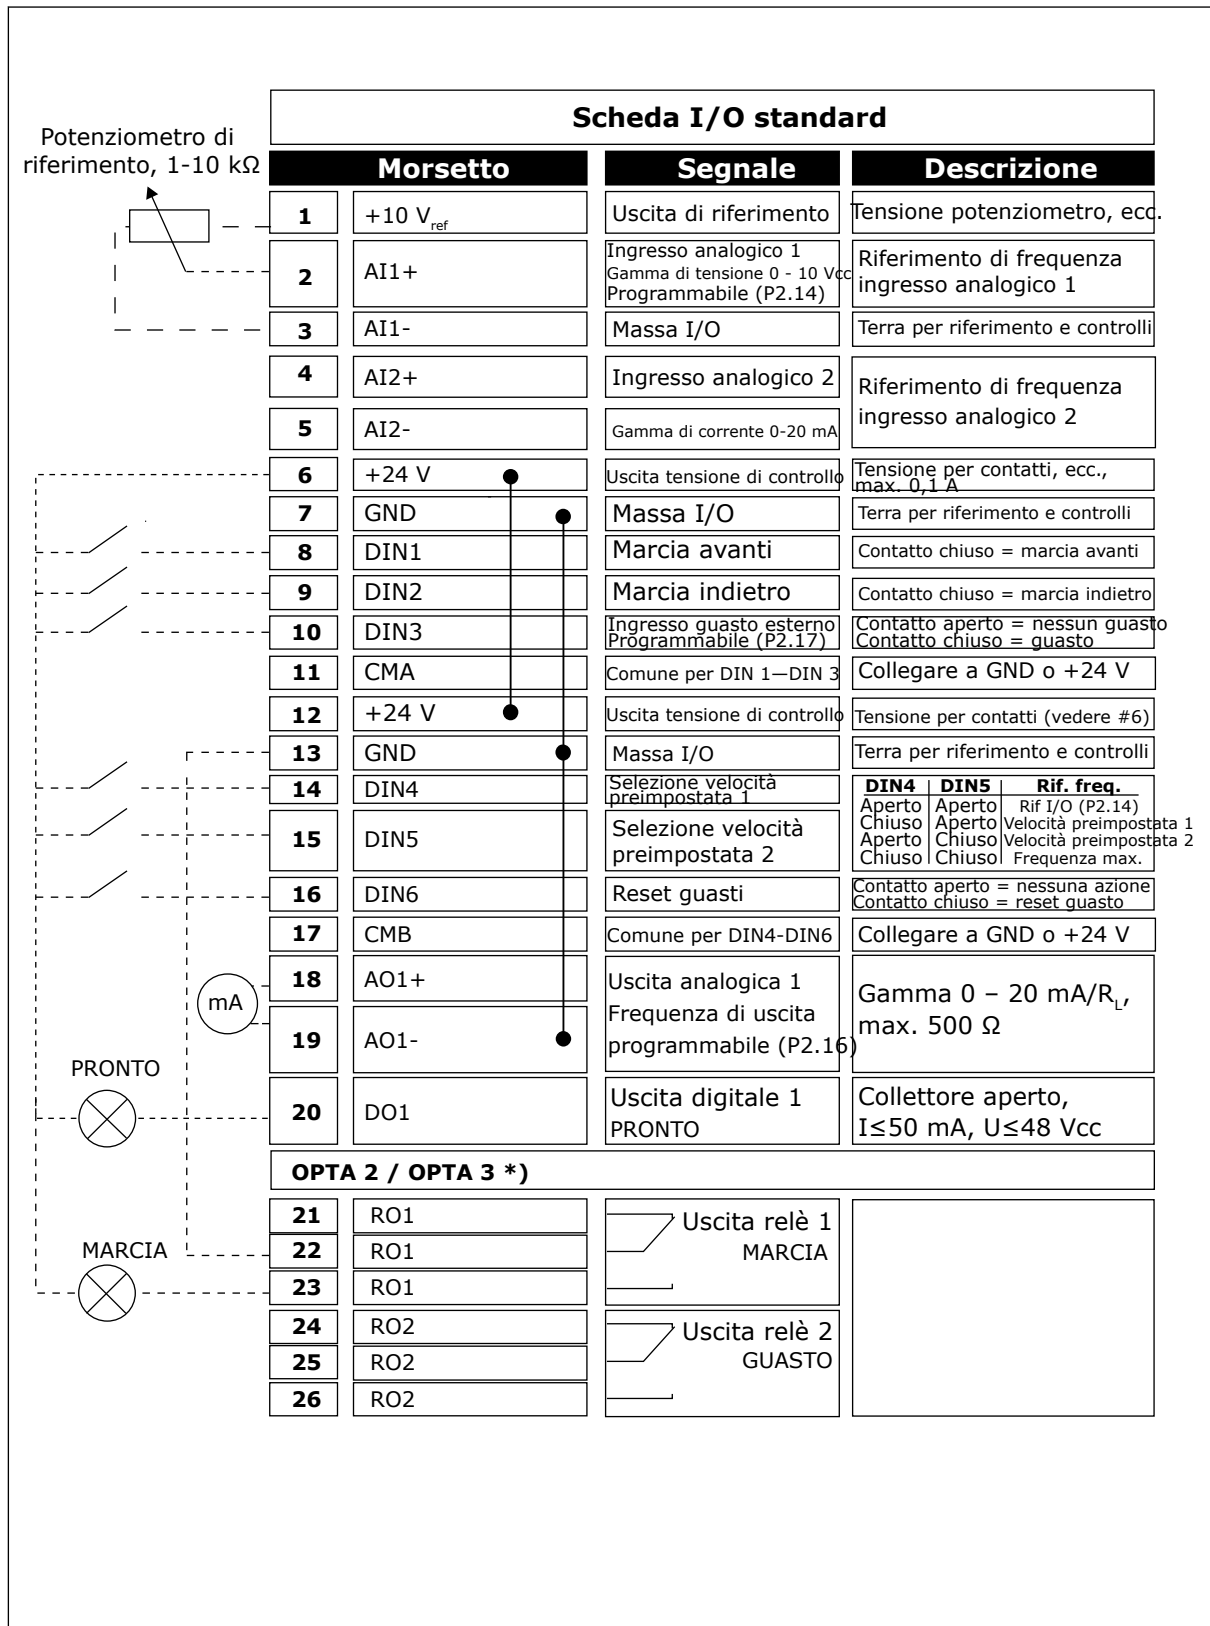 Scheda I/O standard
Potenziometro di
riferimento, 1-10 kΩ
Morsetto Segnale Descrizione
1 +10 Vref Uscita di riferimento Tensione potenziometro, ecc.
2 AI1+ Ingresso analogico 1
Gamma di tensione 0 - 10 Vcc
Programmabile (P2.14)
Riferimento di frequenza
ingresso analogico 1
3 AI1- Massa I/O Terra per riferimento e controlli
4 AI2+ Ingresso analogico 2
Riferimento di frequenza
ingresso analogico 2
5 AI2- Gamma di corrente 0-20 mA
6 +24 V Uscita tensione di controllo Tensione per contatti, ecc.,
max. 0,1 A
7 GND Massa I/O Terra per riferimento e controlli
8 DIN1 Marcia avanti Contatto chiuso = marcia avanti
9 DIN2 Marcia indietro Contatto chiuso = marcia indietro
10 DIN3 Ingresso guasto esterno
Programmabile (P2.17)
Contatto aperto = nessun guasto
Contatto chiuso = guasto
11 CMA Comune per DIN 1—DIN 3 Collegare a GND o +24 V
12 +24 V Uscita tensione di controllo Tensione per contatti (vedere #6)
13 GND Massa I/O Terra per riferimento e controlli
14 DIN4 Selezione velocità
preimpostata 1
15 DIN5 Selezione velocità
preimpostata 2
DIN4 DIN5 Rif. freq.
Aperto Aperto Rif I/O (P2.14)
Chiuso Aperto Velocità preimpostata 1
Aperto Chiuso Velocità preimpostata 2
Chiuso Chiuso Frequenza max.
16 DIN6 Reset guasti Contatto aperto = nessuna azione
Contatto chiuso = reset guasto
17 CMB Comune per DIN4-DIN6 Collegare a GND o +24 V
mA
18 AO1+
19 AO1-
Uscita analogica 1
Frequenza di uscita
programmabile (P2.16)
Gamma 0 – 20 mA/RL,
max. 500 Ω
PRONTO
20 DO1 Uscita digitale 1
PRONTO
Collettore aperto,
I≤50 mA, U≤48 Vcc
OPTA 2 / OPTA 3 *)
21 RO1
22 RO1
23 RO1
Uscita relè 1
MARCIA
MARCIA
24 RO2
25 RO2
26 RO2
Uscita relè 2
GUASTO